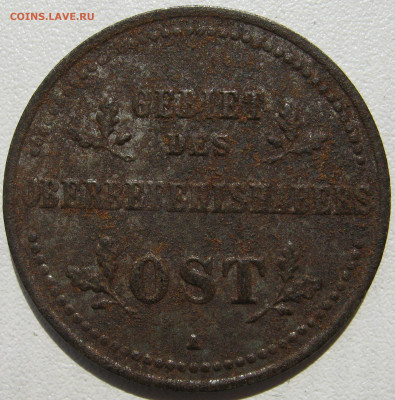 COINS.LAVE.RU
GEBIET
DES
OBERBEFEHLSHABERS
OST
A